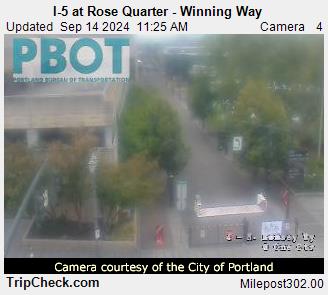 I-5 at Rose Quarter - Winning Way
Updated Sep 14 2024 11:25 AM Camera 4
PBOT
PORTLAND BUREAU OF TRANSPORTATION
Camera courtesy of the City of Portland
TripCheck.com Milepost302.00